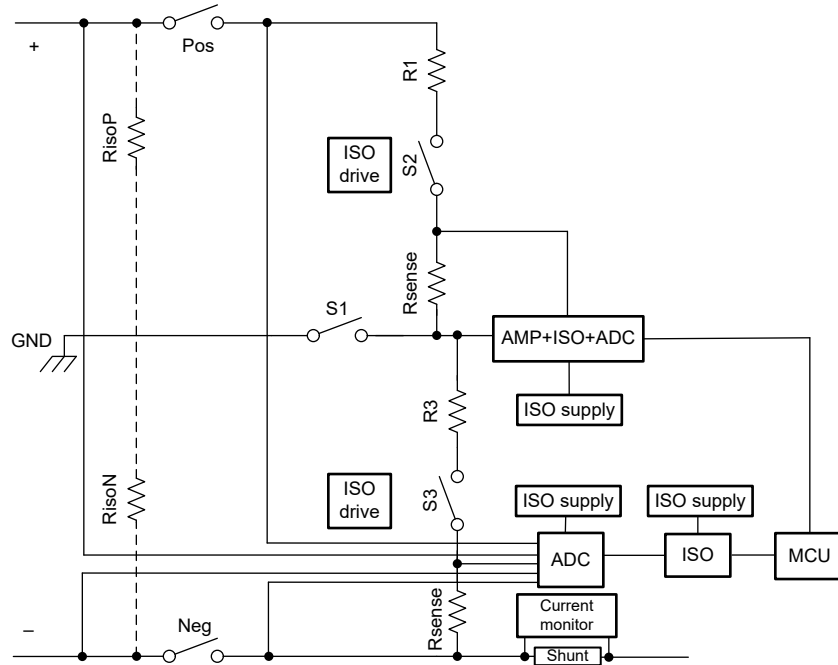 +
Pos
R1
RisoP
ISO
drive
S2
Rsense
S1
GND
AMP+ISO+ADC
ISO supply
R3
RisoN
ISO
drive
S3
ISO supply
ISO supply
ADC
ISO
MCU
Rsense
Current
monitor
–
Neg
Shunt